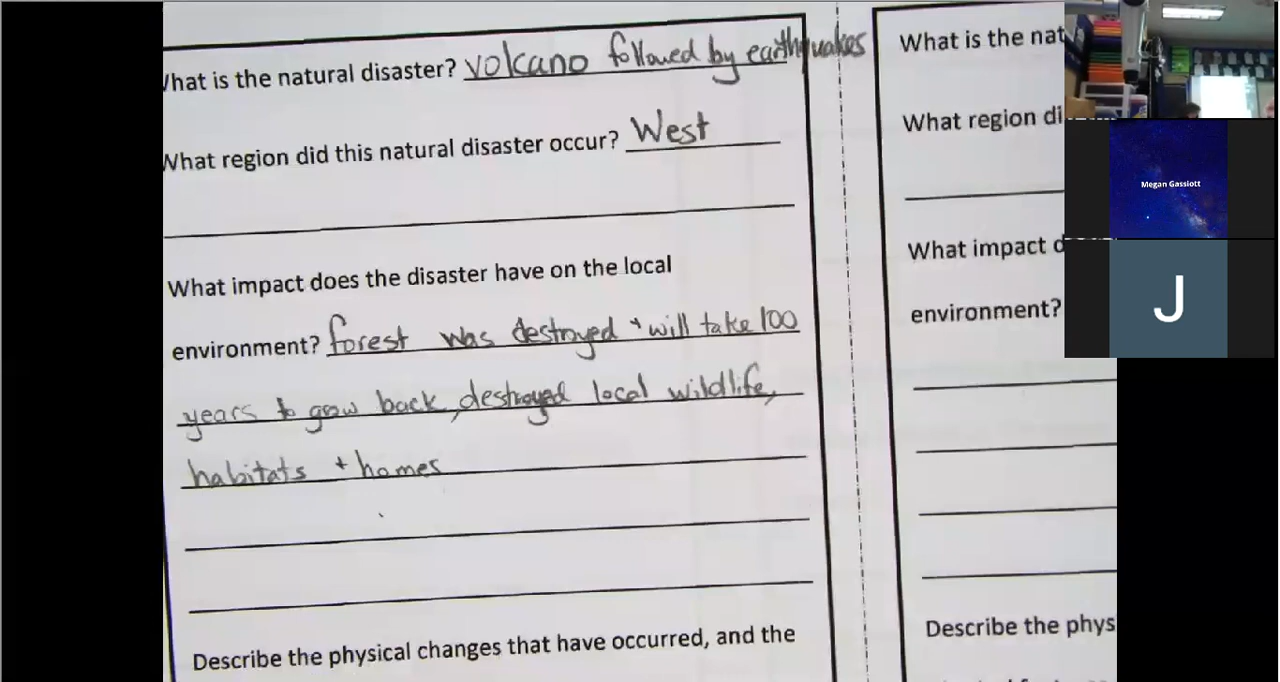 What is the natural disaster? volcano followed by earthquakes
What region did this natural disaster occur? West
What impact does the disaster have on the local
environment? forest was destroyed + will take 100
years to grow back, destroyed local wildlife,
habitats + homes
Describe the physical changes that have occurred, and the
What is the nat
What region di
What impact d
environment?
Describe the phys
Megan Gassiott
J